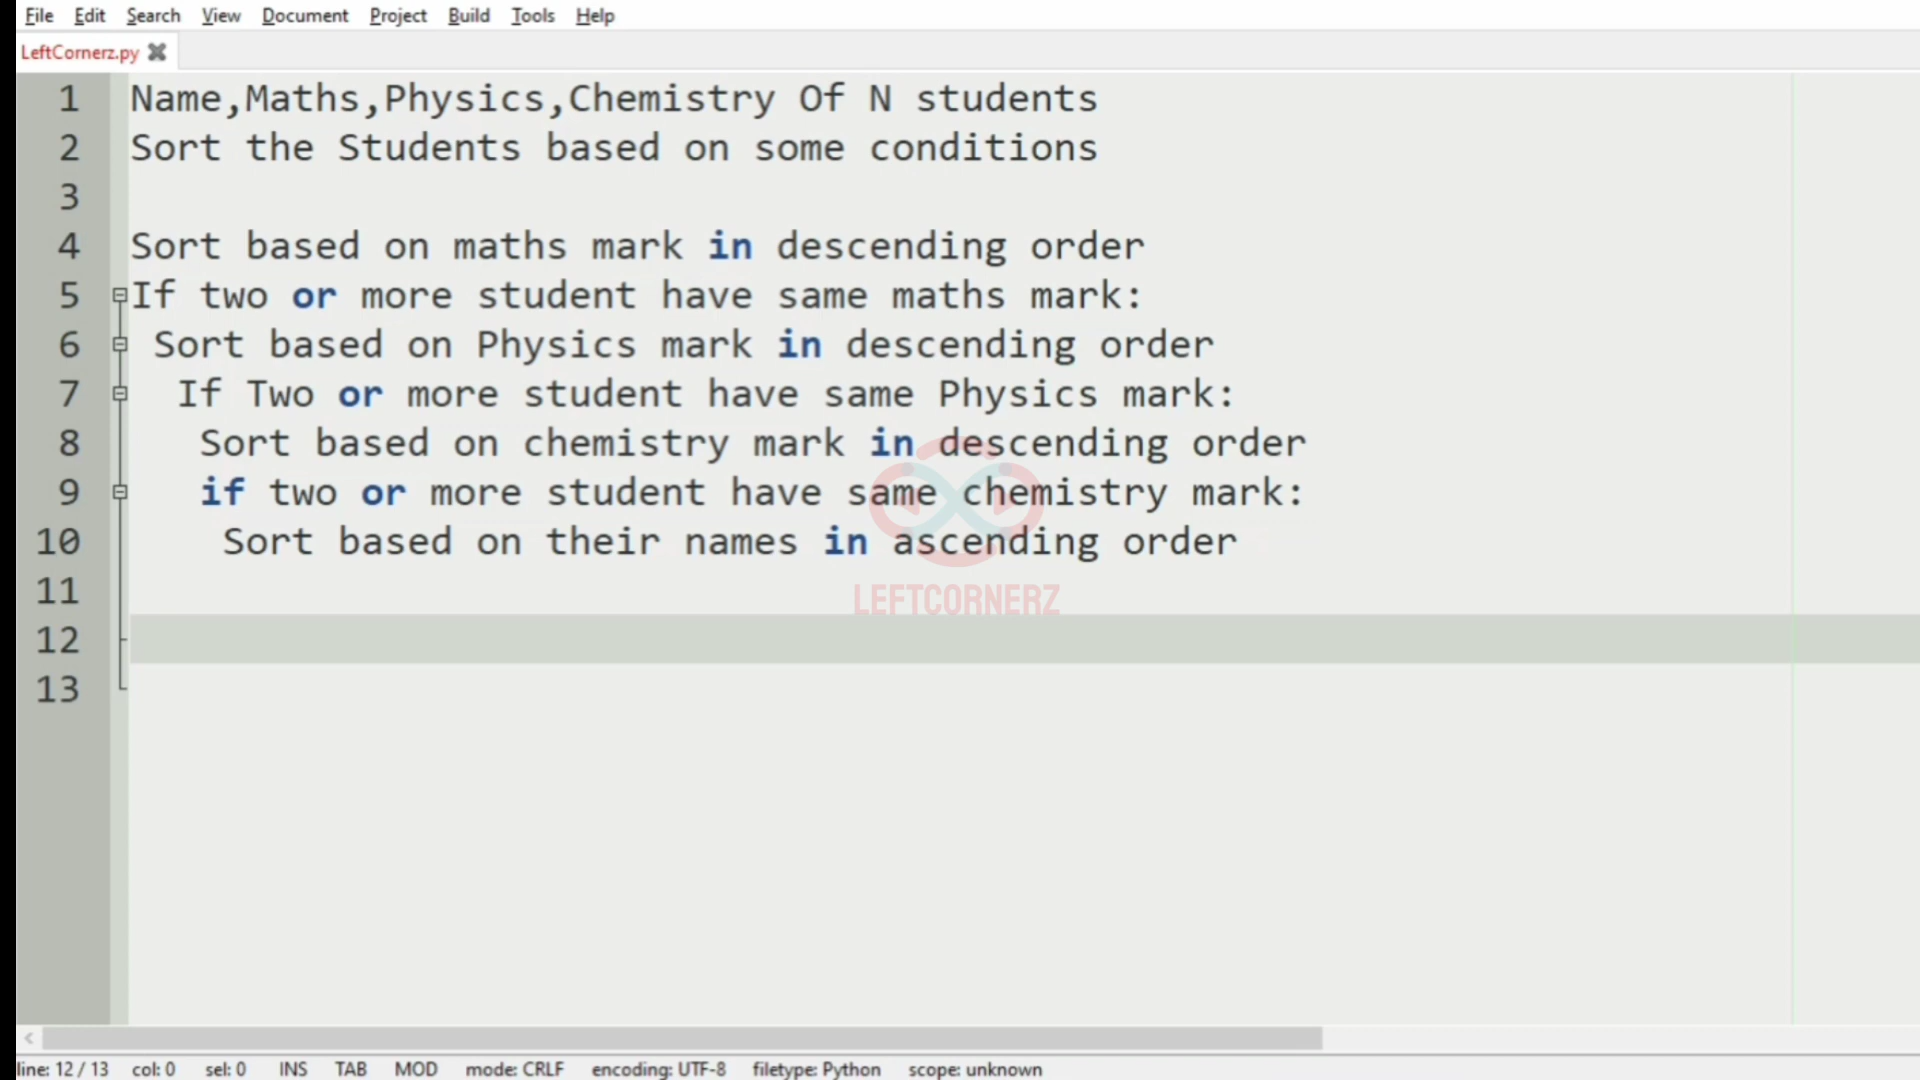 File Edit Search View Document Project Build Tools Help
LeftCornerz.py
1 Name,Maths,Physics,Chemistry Of N students
2 Sort the Students based on some conditions
3
4 Sort based on maths mark in descending order
5 If two or more student have same maths mark:
6 Sort based on Physics mark in descending order
7 If Two or more student have same Physics mark:
8 Sort based on chemistry mark in descending order
9 if two or more student have same chemistry mark:
10 Sort based on their names in ascending order
11
LEFTCORNERZ
12
13
line: 12 / 13 col: 0 sel: 0 INS TAB MOD mode: CRLF encoding: UTF-8 filetype: Python scope: unknown